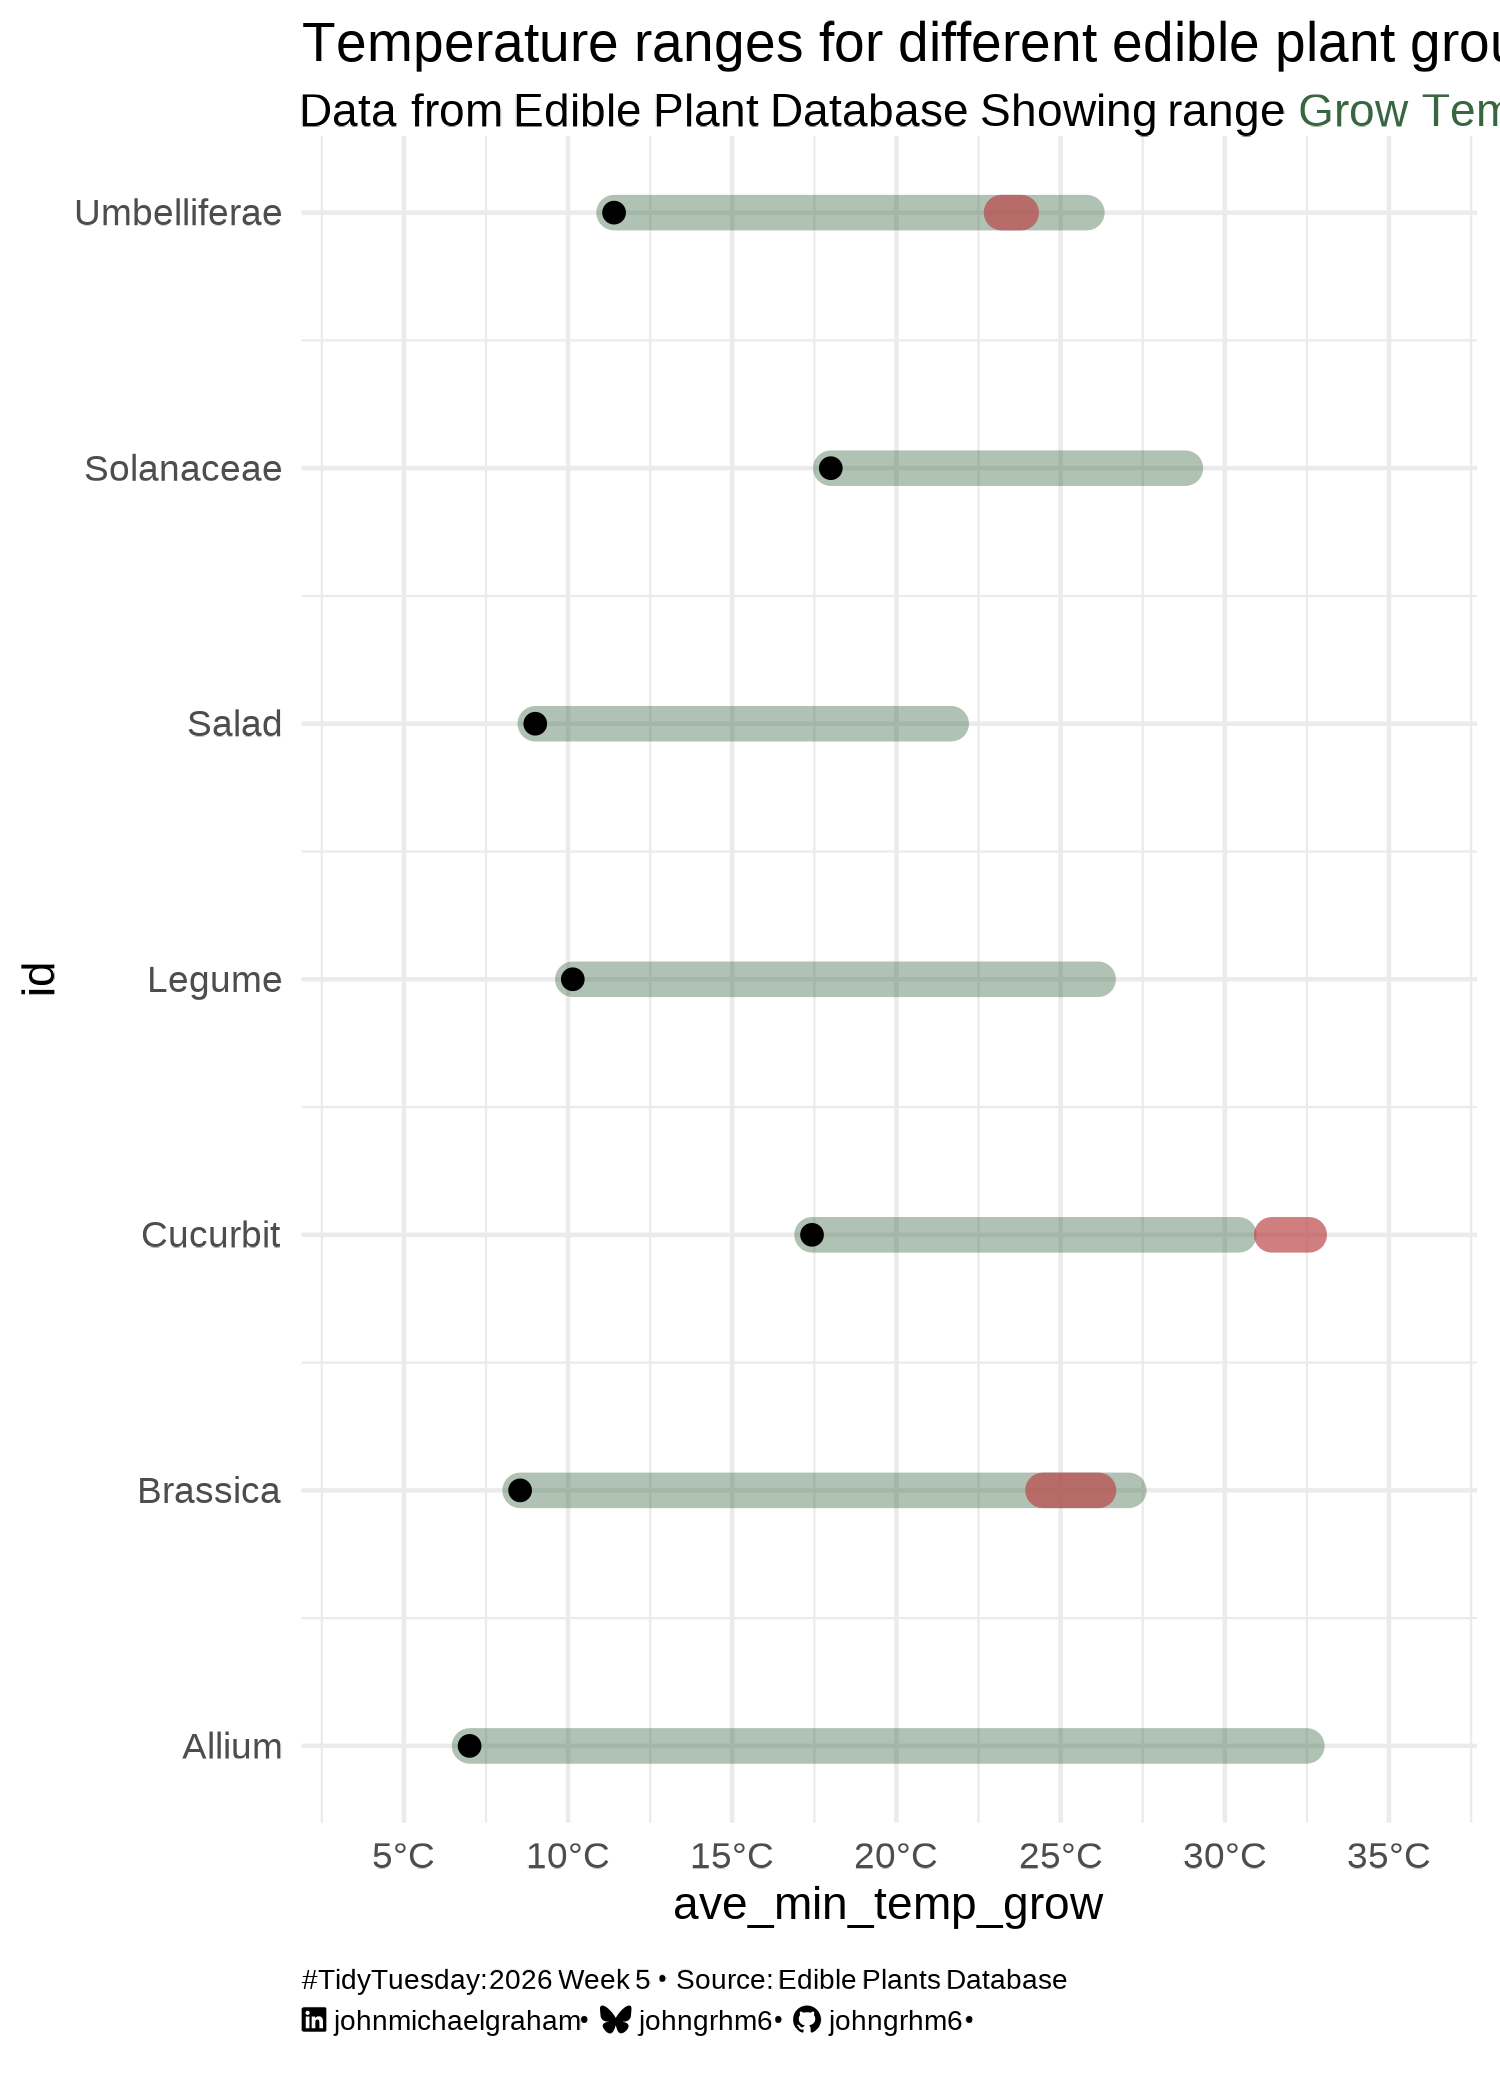 Temperature ranges for different edible plant grou
Data from Edible Plant Database Showing range Grow Tem
Umbelliferae
Solanaceae
Salad
Legume
id
Cucurbit
Brassica
Allium
5°C 10°C 15°C 20°C 25°C 30°C 35°C
ave_min_temp_grow
#TidyTuesday:2026 Week 5 • Source: Edible Plants Database
in johnmichaelgraham• johngrhm6• johngrhm6•